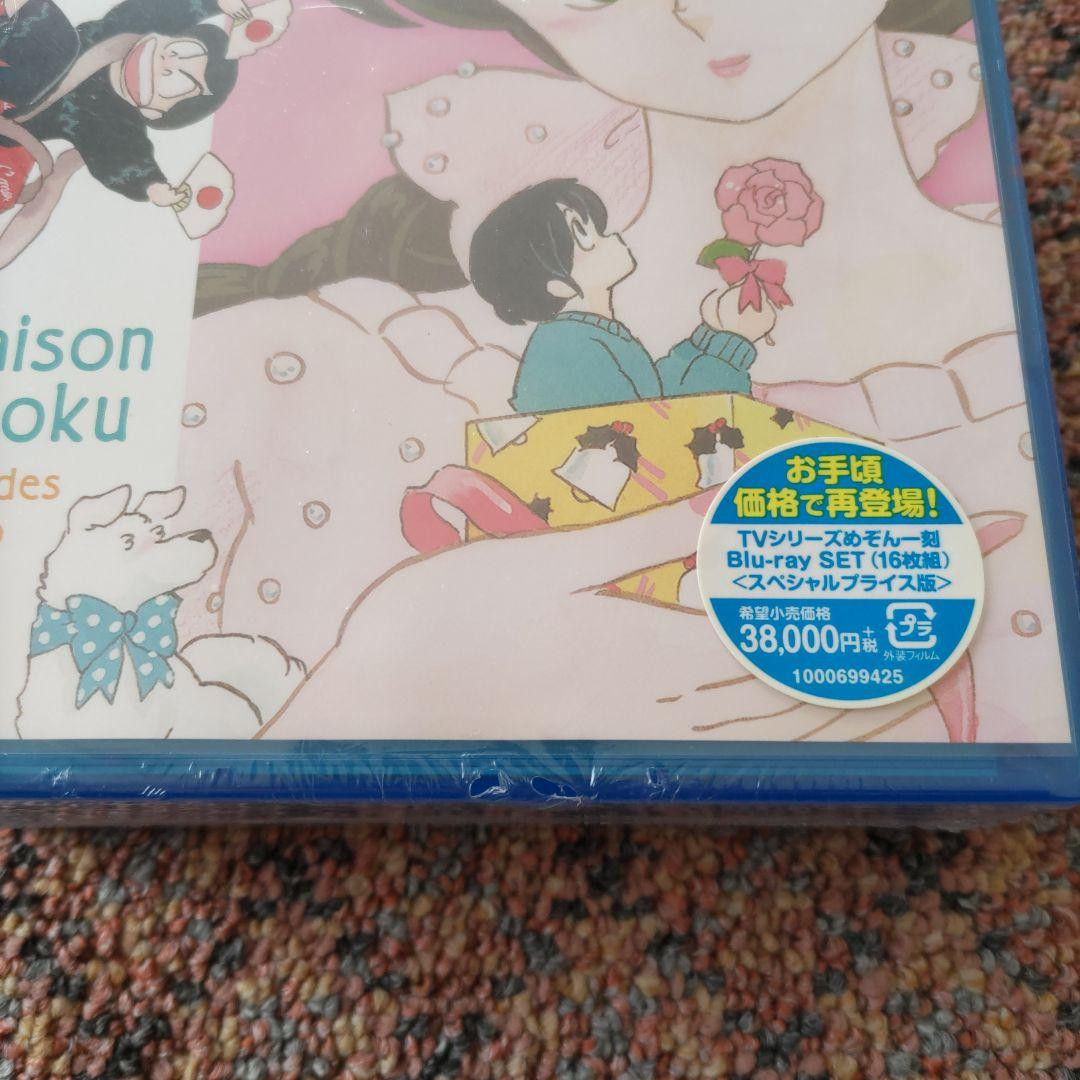 aison
oku
des
お手頃
価格で再登場!
TVシリーズめぞん一刻
Blu-ray SET(16枚組)
<スペシャルプライス版>
希望小売価格
38,000円+税
プラ
外装フィルム
1000699425